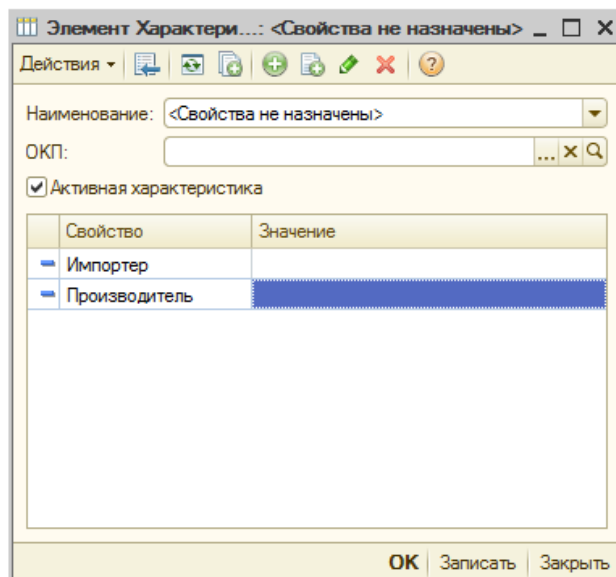 Элемент Характери...: <Свойства не назначены>
Действия
Наименование: <Свойства не назначены>
ОКП:
...
Активная характеристика
Свойство Значение
Импортер
Производитель
OK Записать Закрыть